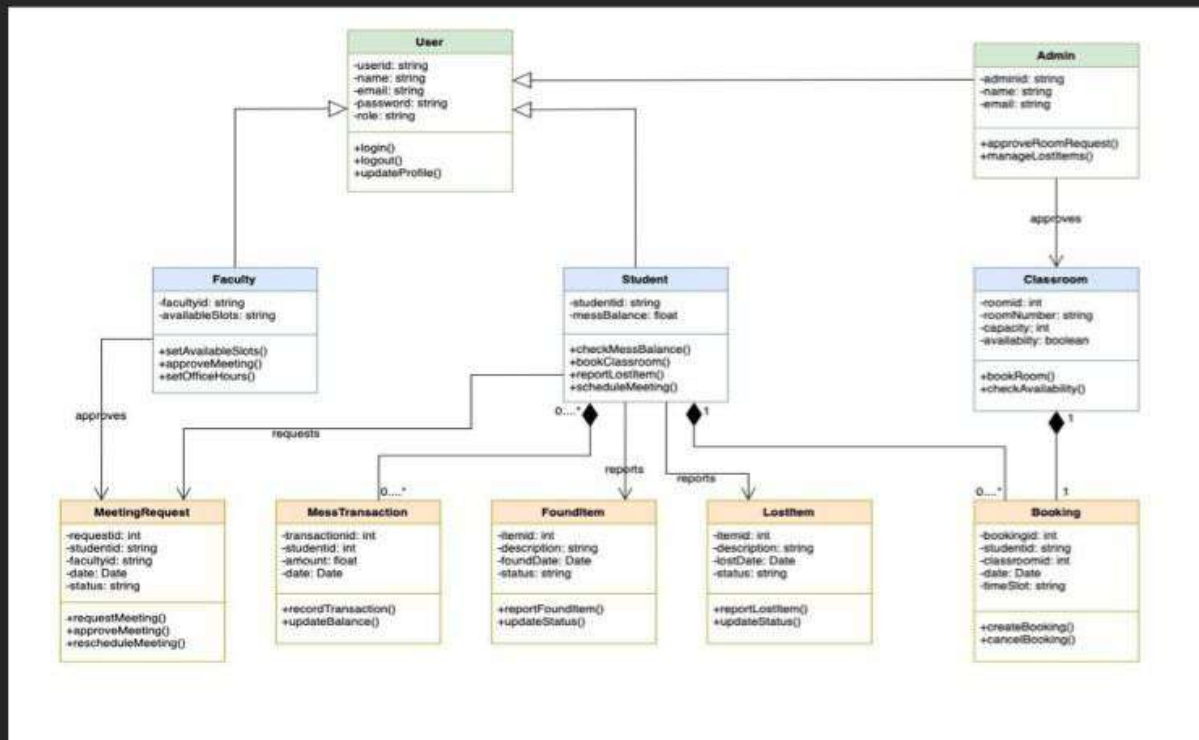 User
-userid: string
-name: string
-email: string
-password: string
-role: string
+login()
+logout()
+updateProfile()
Admin
-adminid: string
-name: string
-email: string
+approveRoomRequest()
+manageLostItems()
approves
Faculty
-facultyid: string
-availableSlots: string
+setAvailableSlots()
+approveMeeting()
+setOfficeHours()
Student
-studentid: string
-messBalance: float
+checkMessBalance()
+bookClassroom()
+reportLostItem()
+scheduleMeeting()
Classroom
-roomid: int
-roomNumber: string
-capacity: int
-availabilty: boolean
+bookRoom()
+checkAvailability()
approves
requests
0....*
reports
reports
1
1
0....*
0....*
1
MeetingRequest
-requestid: int
-studentid: string
-facultyid: string
-date: Date
-status: string
+requestMeeting()
+approveMeeting()
+rescheduleMeeting()
MessTransaction
-transactionid: int
-studentid: int
-amount: float
-date: Date
+recordTransaction()
+updateBalance()
FoundItem
-itemid: int
-description: string
-foundDate: Date
-status: string
+reportFoundItem()
+updateStatus()
LostItem
-itemid: int
-description: string
-lostDate: Date
-status: string
+reportLostItem()
+updateStatus()
Booking
-bookingid: int
-studentid: string
-classroomid: int
-date: Date
-timeSlot: string
+createBooking()
+cancelBooking()